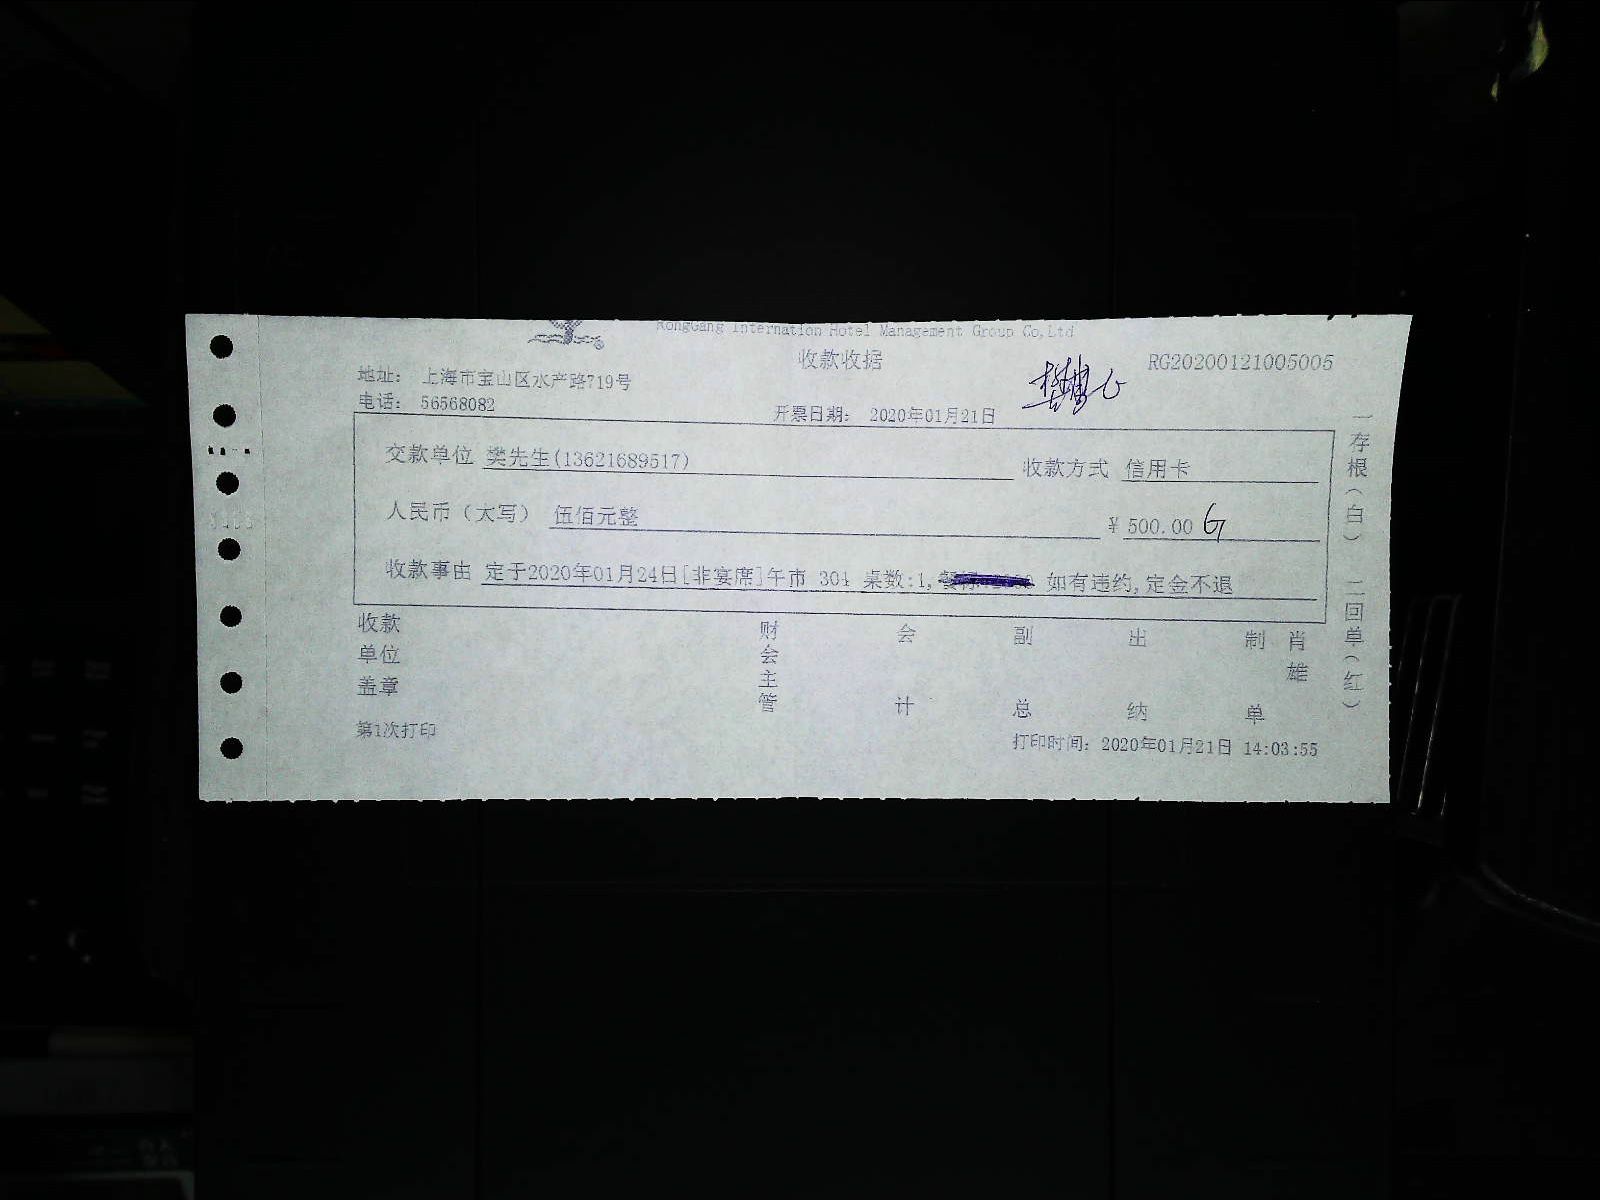 RongGang Internation Hotel Management Group Co,Ltd
收款收据
RG20200121005005
地址： 上海市宝山区水产路719号
电话： 56568082
开票日期： 2020年01月21日
交款单位 樊先生(13621689517)
收款方式 信用卡
人民币（大写） 伍佰元整
¥ 500.00
收款事由 定于2020年01月24日[非宴席]午市 301 桌数:1, 如有违约,定金不退
一存根（白） 二回单（红）
收款单位盖章
财会主管
会计
副总
出纳
制单
肖雄
第1次打印
打印时间：2020年01月21日 14:03:55